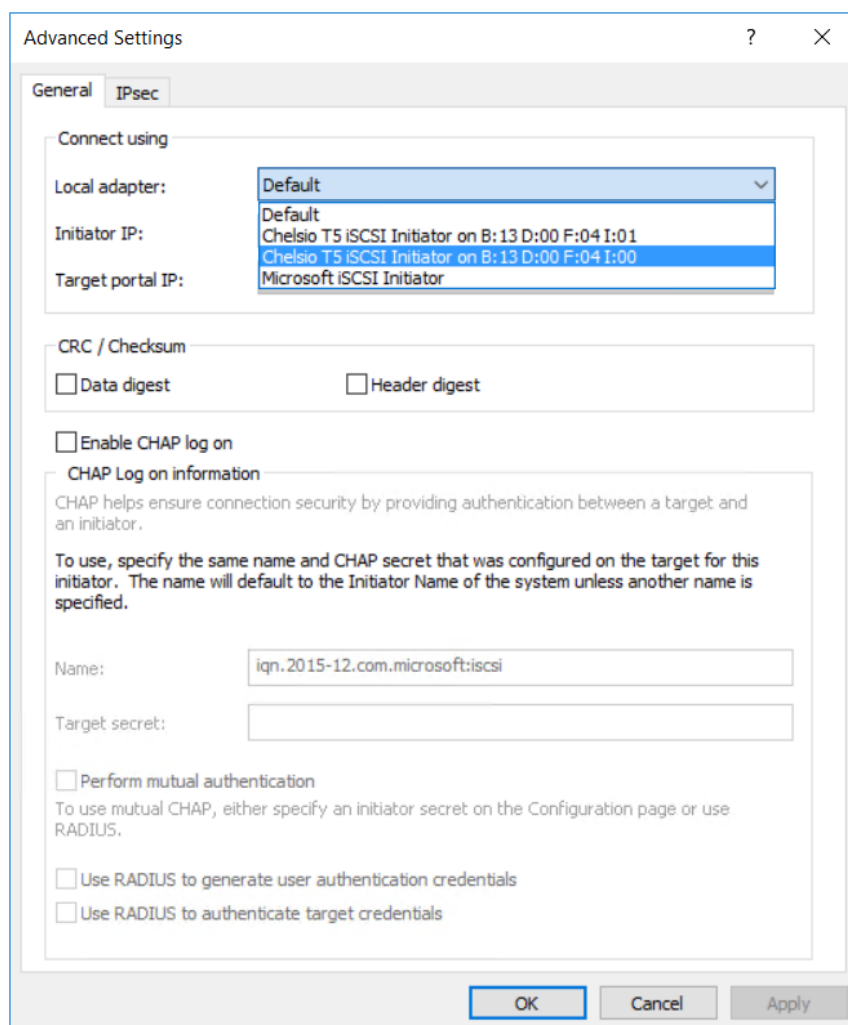 Advanced Settings
?
General
IPsec
Connect using
Local adapter:
Default
Default
Chelsio T5 iSCSI Initiator on B:13 D:00 F:04 I:01
Initiator IP:
Chelsio T5 iSCSI Initiator on B:13 D:00 F:04 I:00
Microsoft iSCSI Initiator
Target portal IP:
CRC / Checksum
Data digest
Header digest
Enable CHAP log on
CHAP Log on information
CHAP helps ensure connection security by providing authentication between a target and
an initiator.
To use, specify the same name and CHAP secret that was configured on the target for this
initiator. The name will default to the Initiator Name of the system unless another name is
specified.
Name:
iqn.2015-12.com.microsoft:iscsi
Target secret:
Perform mutual authentication
To use mutual CHAP, either specify an initiator secret on the Configuration page or use
RADIUS.
Use RADIUS to generate user authentication credentials
Use RADIUS to authenticate target credentials
OK
Cancel
Apply